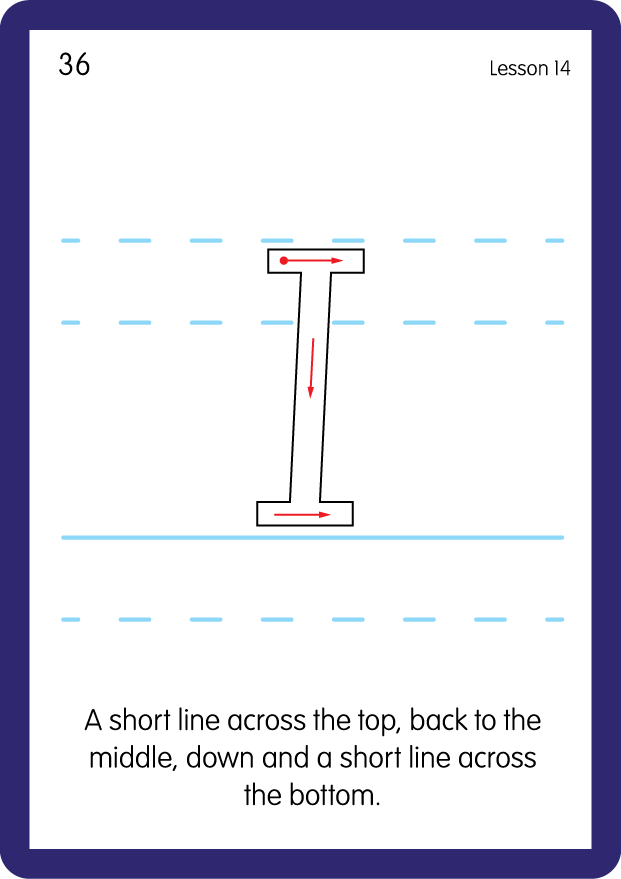 36
Lesson 14
I
A short line across the top, back to the
middle, down and a short line across
the bottom.